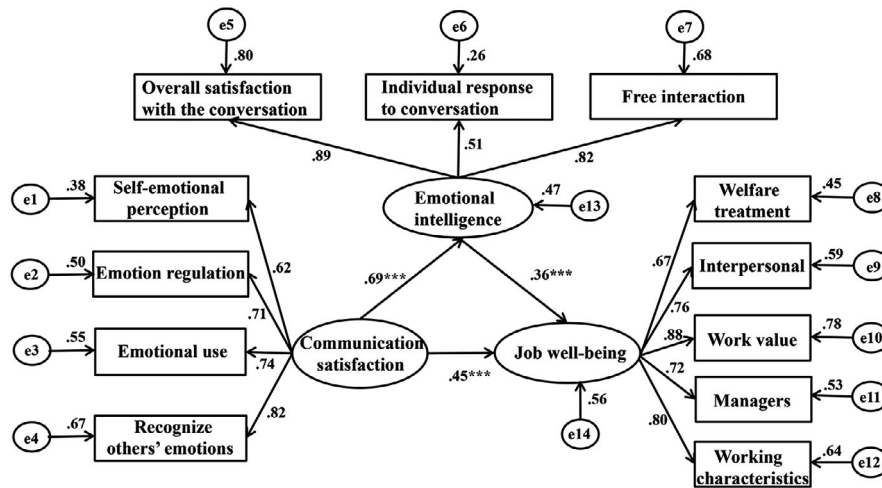 e5
e6
e7
.80
.26
.68
Overall satisfaction
with the conversation
Individual response
to conversation
Free interaction
.89
.51
.82
e1
.38
Self-emotional
perception
Emotional
intelligence
.47
e13
Welfare
treatment
.45
e8
e2
.50
Emotion regulation
.62
.69***
.36***
.67
Interpersonal
.59
e9
.71
.76
e3
.55
Emotional use
.74
Communication
satisfaction
.45***
Job well-being
.88
Work value
.78
e10
.72
Managers
.53
e11
e4
.67
Recognize
others' emotions
.82
.56
e14
.80
Working
characteristics
.64
e12